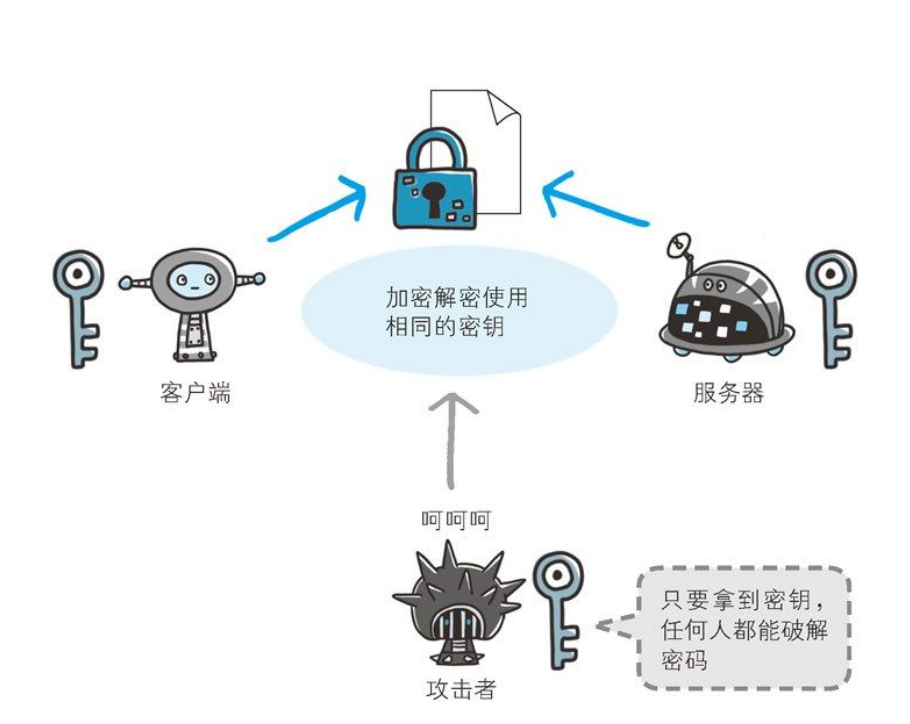 加密解密使用
相同的密钥
客户端
服务器
呵呵呵
只要拿到密钥，
任何人都能破解
密码
攻击者